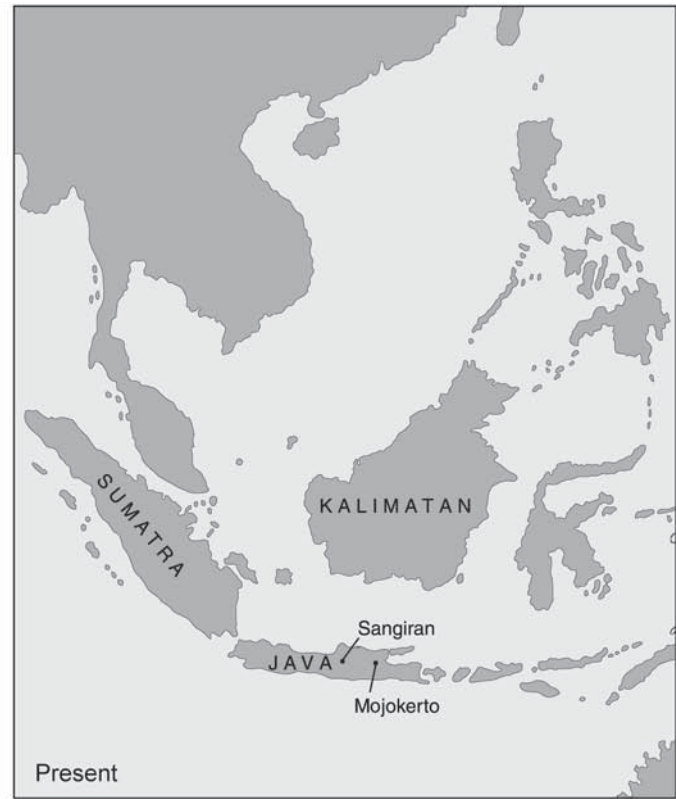 SUMATRA
KALIMATAN
Sangiran
JAVA
Mojokerto
Present